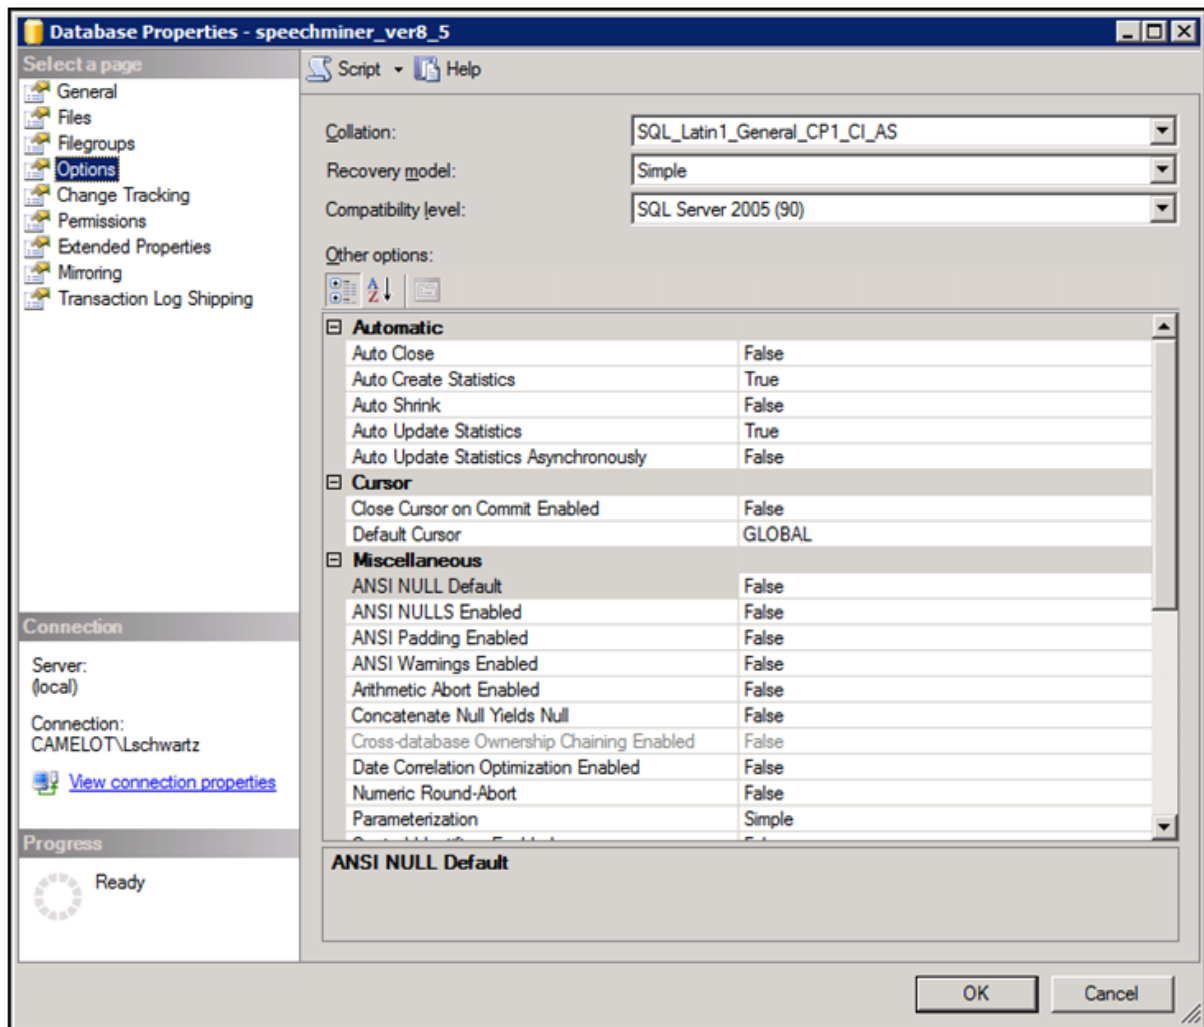 Database Properties - speechminer_ver8_5
Select a page
General
Files
Filegroups
Options
Change Tracking
Permissions
Extended Properties
Mirroring
Transaction Log Shipping
Connection
Server:
(local)
Connection:
CAMELOT\Lschwartz
View connection properties
Progress
Ready
Script Help
Collation: SQL_Latin1_General_CP1_CI_AS
Recovery model: Simple
Compatibility level: SQL Server 2005 (90)
Other options:
Automatic
Auto Close False
Auto Create Statistics True
Auto Shrink False
Auto Update Statistics True
Auto Update Statistics Asynchronously False
Cursor
Close Cursor on Commit Enabled False
Default Cursor GLOBAL
Miscellaneous
ANSI NULL Default False
ANSI NULLS Enabled False
ANSI Padding Enabled False
ANSI Warnings Enabled False
Arithmetic Abort Enabled False
Concatenate Null Yields Null False
Cross-database Ownership Chaining Enabled False
Date Correlation Optimization Enabled False
Numeric Round-Abort False
Parameterization Simple
ANSI NULL Default
OK Cancel